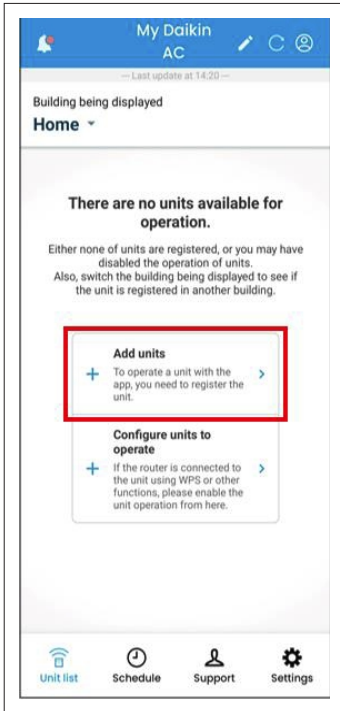 My Daikin
AC
— Last update at 14:20 —
Building being displayed
Home
There are no units available for
operation.
Either none of units are registered, or you may have
disabled the operation of units.
Also, switch the building being displayed to see if
the unit is registered in another building.
Add units
To operate a unit with the
app, you need to register the
unit.
Configure units to
operate
If the router is connected to
the unit using WPS or other
functions, please enable the
unit operation from here.
Unit list Schedule Support Settings